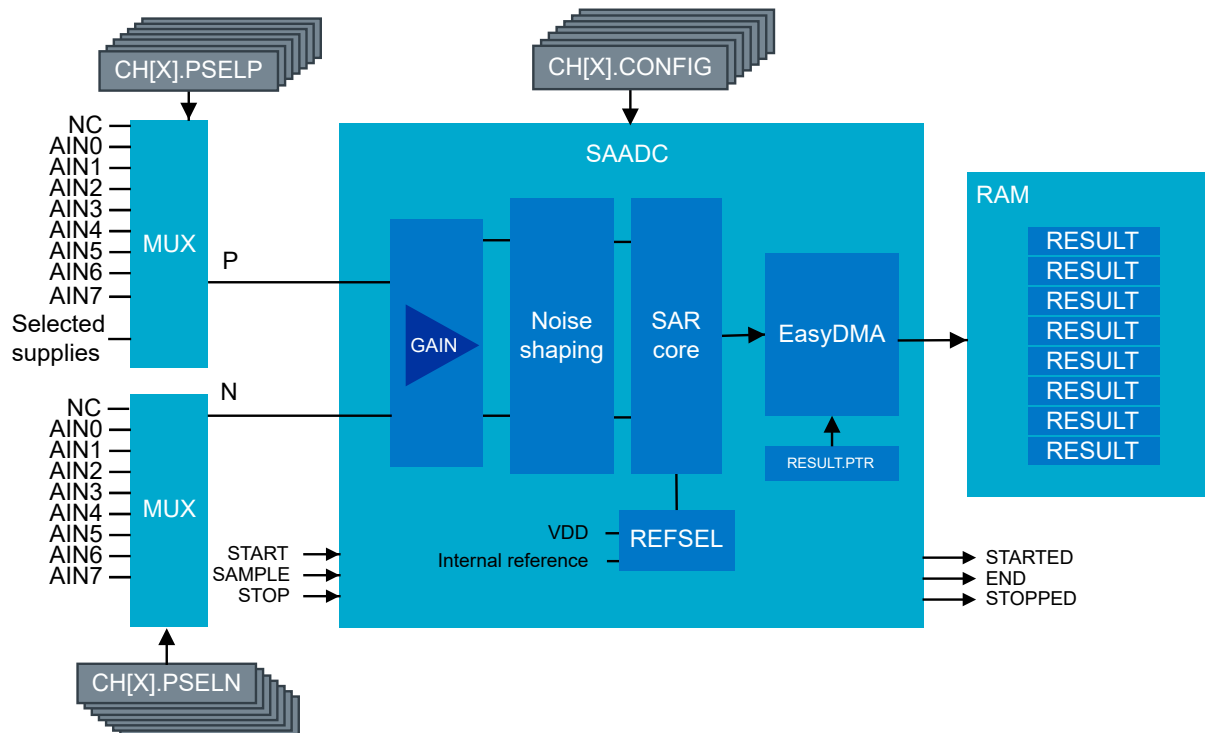 CH[X].PSELP
CH[X].CONFIG
NC
AIN0
AIN1
AIN2
AIN3
AIN4
AIN5
AIN6
AIN7
Selected
supplies
MUX
P
SAADC
GAIN
Noise
shaping
SAR
core
EasyDMA
RESULT.PTR
RAM
RESULT
RESULT
RESULT
RESULT
RESULT
RESULT
RESULT
RESULT
N
NC
AIN0
AIN1
AIN2
AIN3
AIN4
AIN5
AIN6
AIN7
MUX
VDD
Internal reference
REFSEL
START
SAMPLE
STOP
STARTED
END
STOPPED
CH[X].PSELN